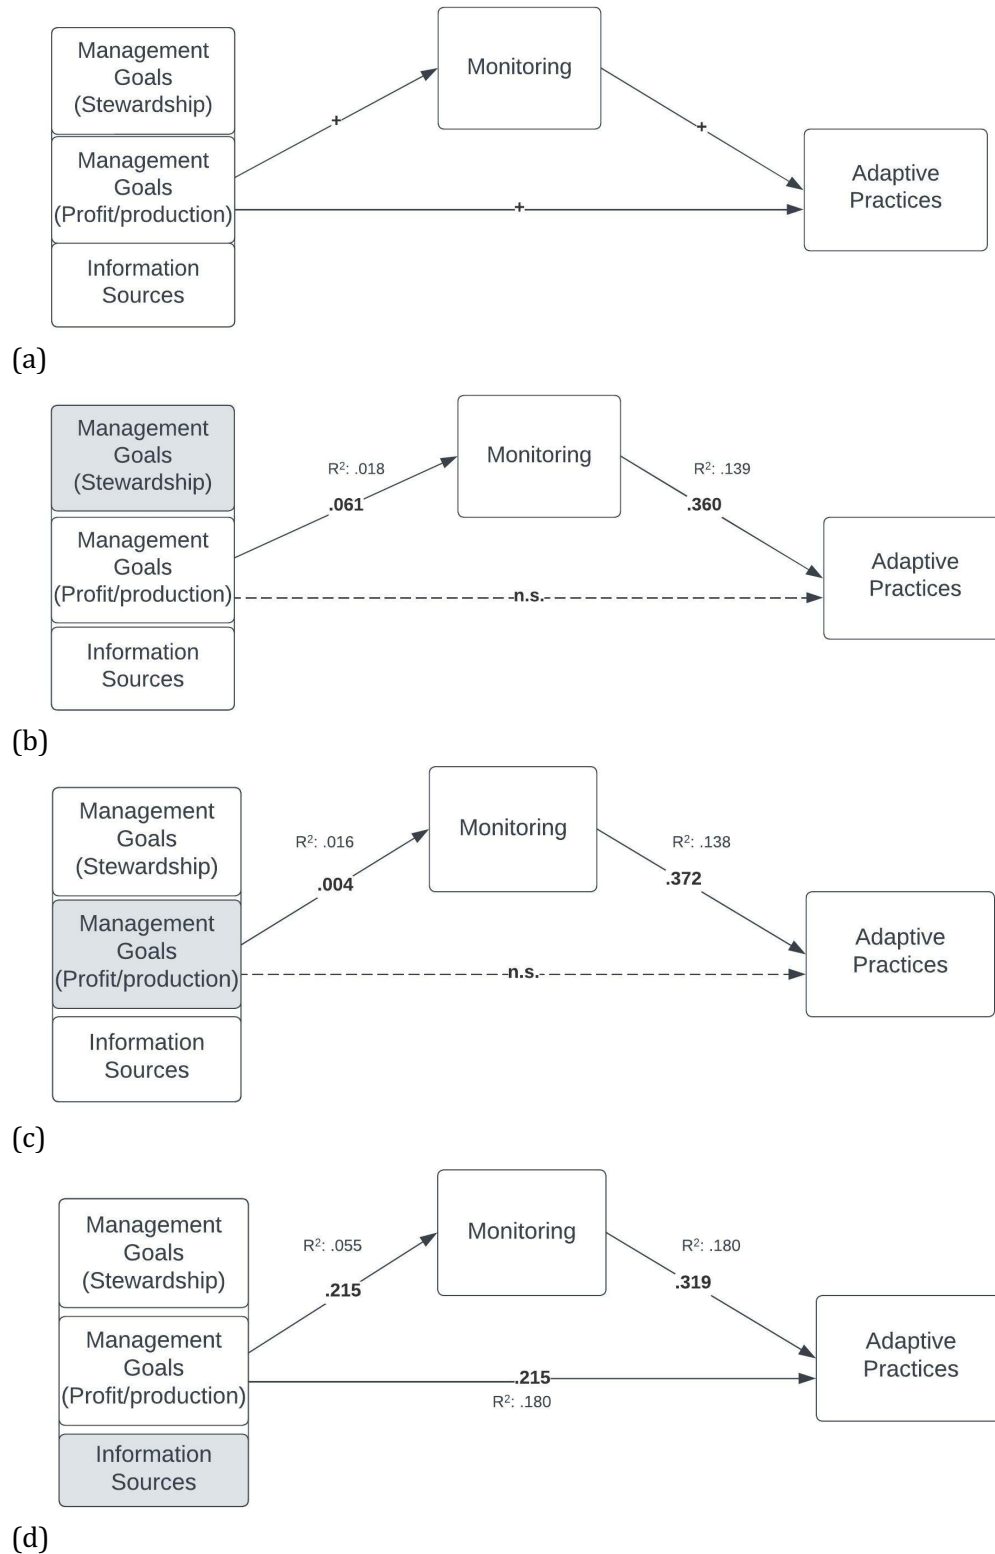 Management
Goals
(Stewardship)
Management
Goals
(Profit/production)
Information
Sources
Monitoring
+
+
+
Adaptive
Practices
(a)
Management
Goals
(Stewardship)
Management
Goals
(Profit/production)
Information
Sources
R²: .018
.061
Monitoring
R²: .139
.360
n.s.
Adaptive
Practices
(b)
Management
Goals
(Stewardship)
Management
Goals
(Profit/production)
Information
Sources
R²: .016
.004
Monitoring
R²: .138
.372
n.s.
Adaptive
Practices
(c)
Management
Goals
(Stewardship)
Management
Goals
(Profit/production)
Information
Sources
R²: .055
.215
Monitoring
R²: .180
.319
.215
R²: .180
Adaptive
Practices
(d)